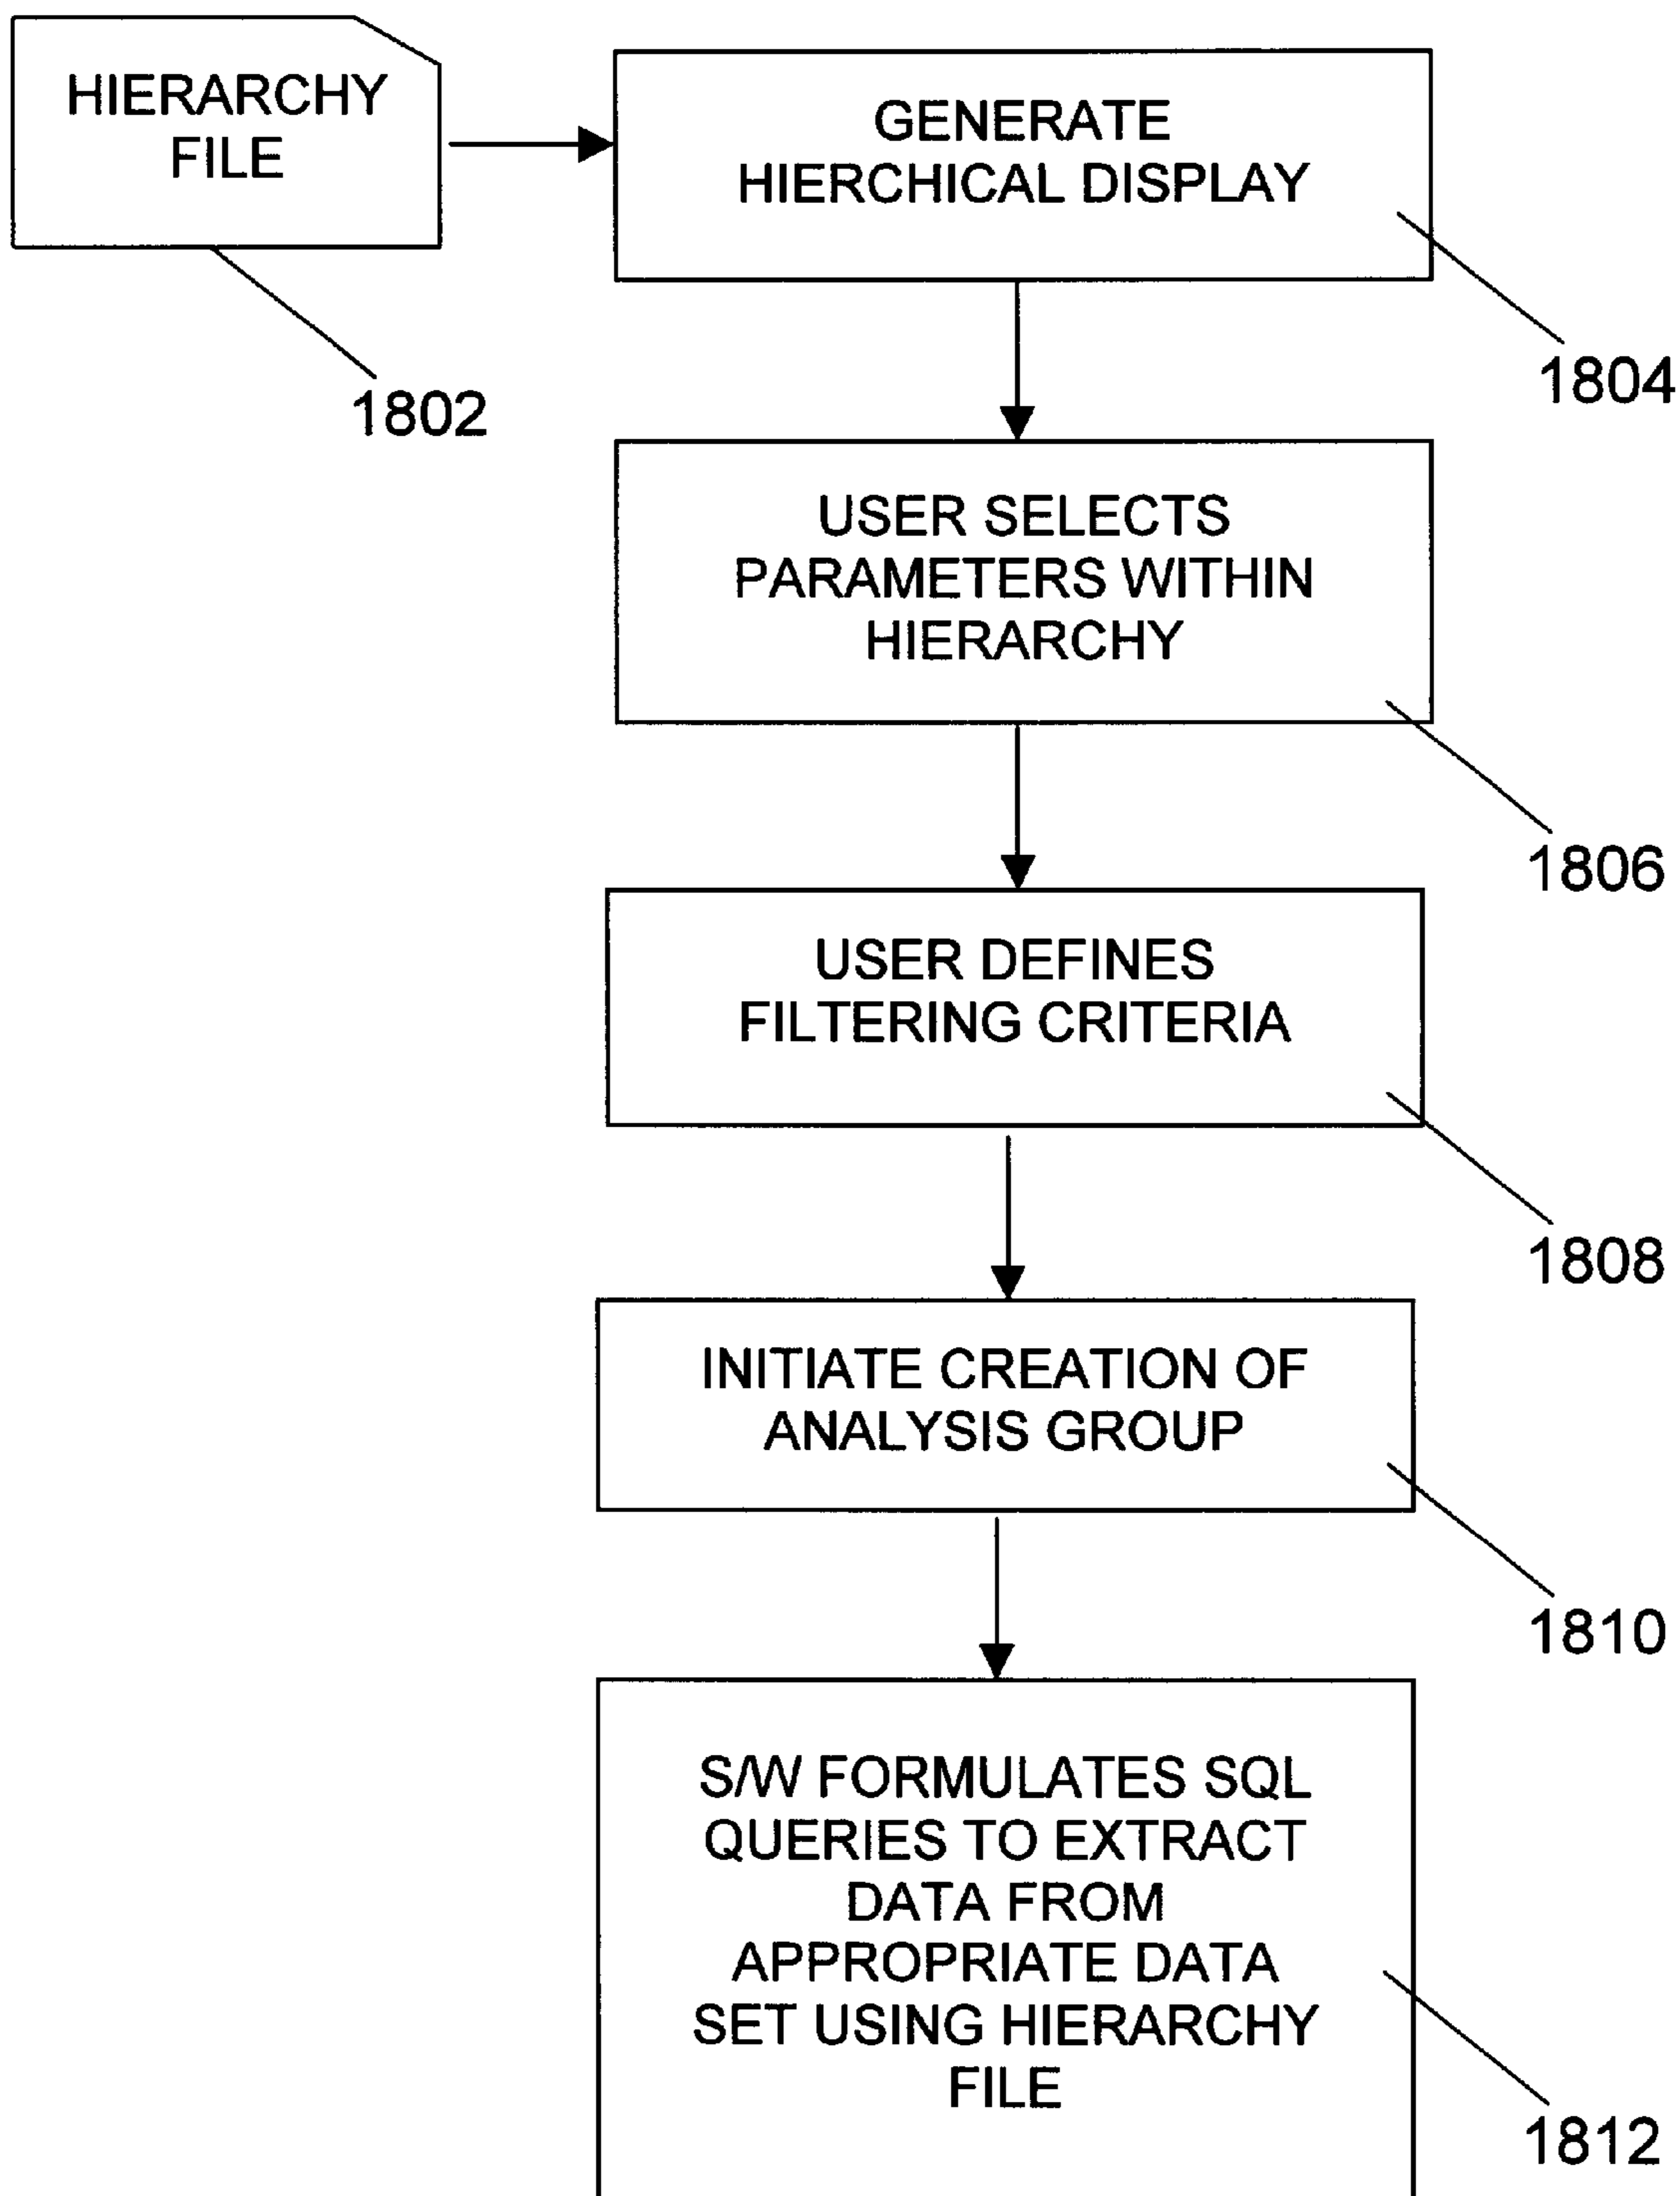 HIERARCHY
FILE
1802
GENERATE
HIERCHICAL DISPLAY
1804
USER SELECTS
PARAMETERS WITHIN
HIERARCHY
1806
USER DEFINES
FILTERING CRITERIA
1808
INITIATE CREATION OF
ANALYSIS GROUP
1810
S/W FORMULATES SQL
QUERIES TO EXTRACT
DATA FROM
APPROPRIATE DATA
SET USING HIERARCHY
FILE
1812